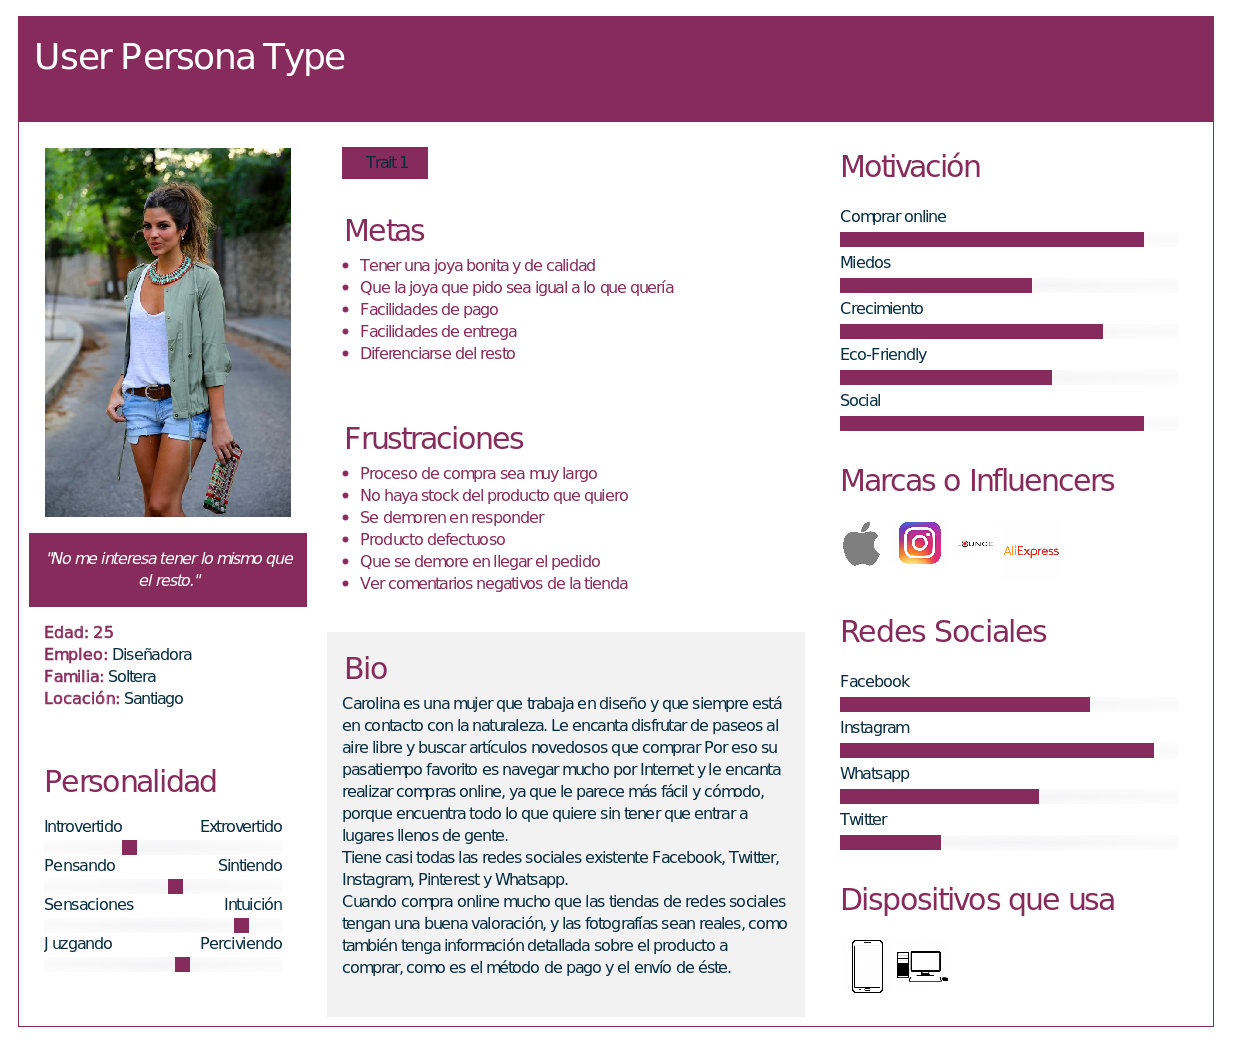 User Persona Type
"No me interesa tener lo mismo que
el resto."
Edad: 25
Empleo: Diseñadora
Familia: Soltera
Locación: Santiago
Personalidad
Introvertido Extrovertido
Pensando Sintiendo
Sensaciones Intuición
Juzgando Perciviendo
Trait 1
Metas
Tener una joya bonita y de calidad
Que la joya que pido sea igual a lo que quería
Facilidades de pago
Facilidades de entrega
Diferenciarse del resto
Frustraciones
Proceso de compra sea muy largo
No haya stock del producto que quiero
Se demoren en responder
Producto defectuoso
Que se demore en llegar el pedido
Ver comentarios negativos de la tienda
Bio
Carolina es una mujer que trabaja en diseño y que siempre está
en contacto con la naturaleza. Le encanta disfrutar de paseos al
aire libre y buscar artículos novedosos que comprar Por eso su
pasatiempo favorito es navegar mucho por Internet y le encanta
realizar compras online, ya que le parece más fácil y cómodo,
porque encuentra todo lo que quiere sin tener que entrar a
lugares llenos de gente.
Tiene casi todas las redes sociales existente Facebook, Twitter,
Instagram, Pinterest y Whatsapp.
Cuando compra online mucho que las tiendas de redes sociales
tengan una buena valoración, y las fotografías sean reales, como
también tenga información detallada sobre el producto a
comprar, como es el método de pago y el envío de éste.
Motivación
Comprar online
Miedos
Crecimiento
Eco-Friendly
Social
Marcas o Influencers
AliExpress
Redes Sociales
Facebook
Instagram
Whatsapp
Twitter
Dispositivos que usa